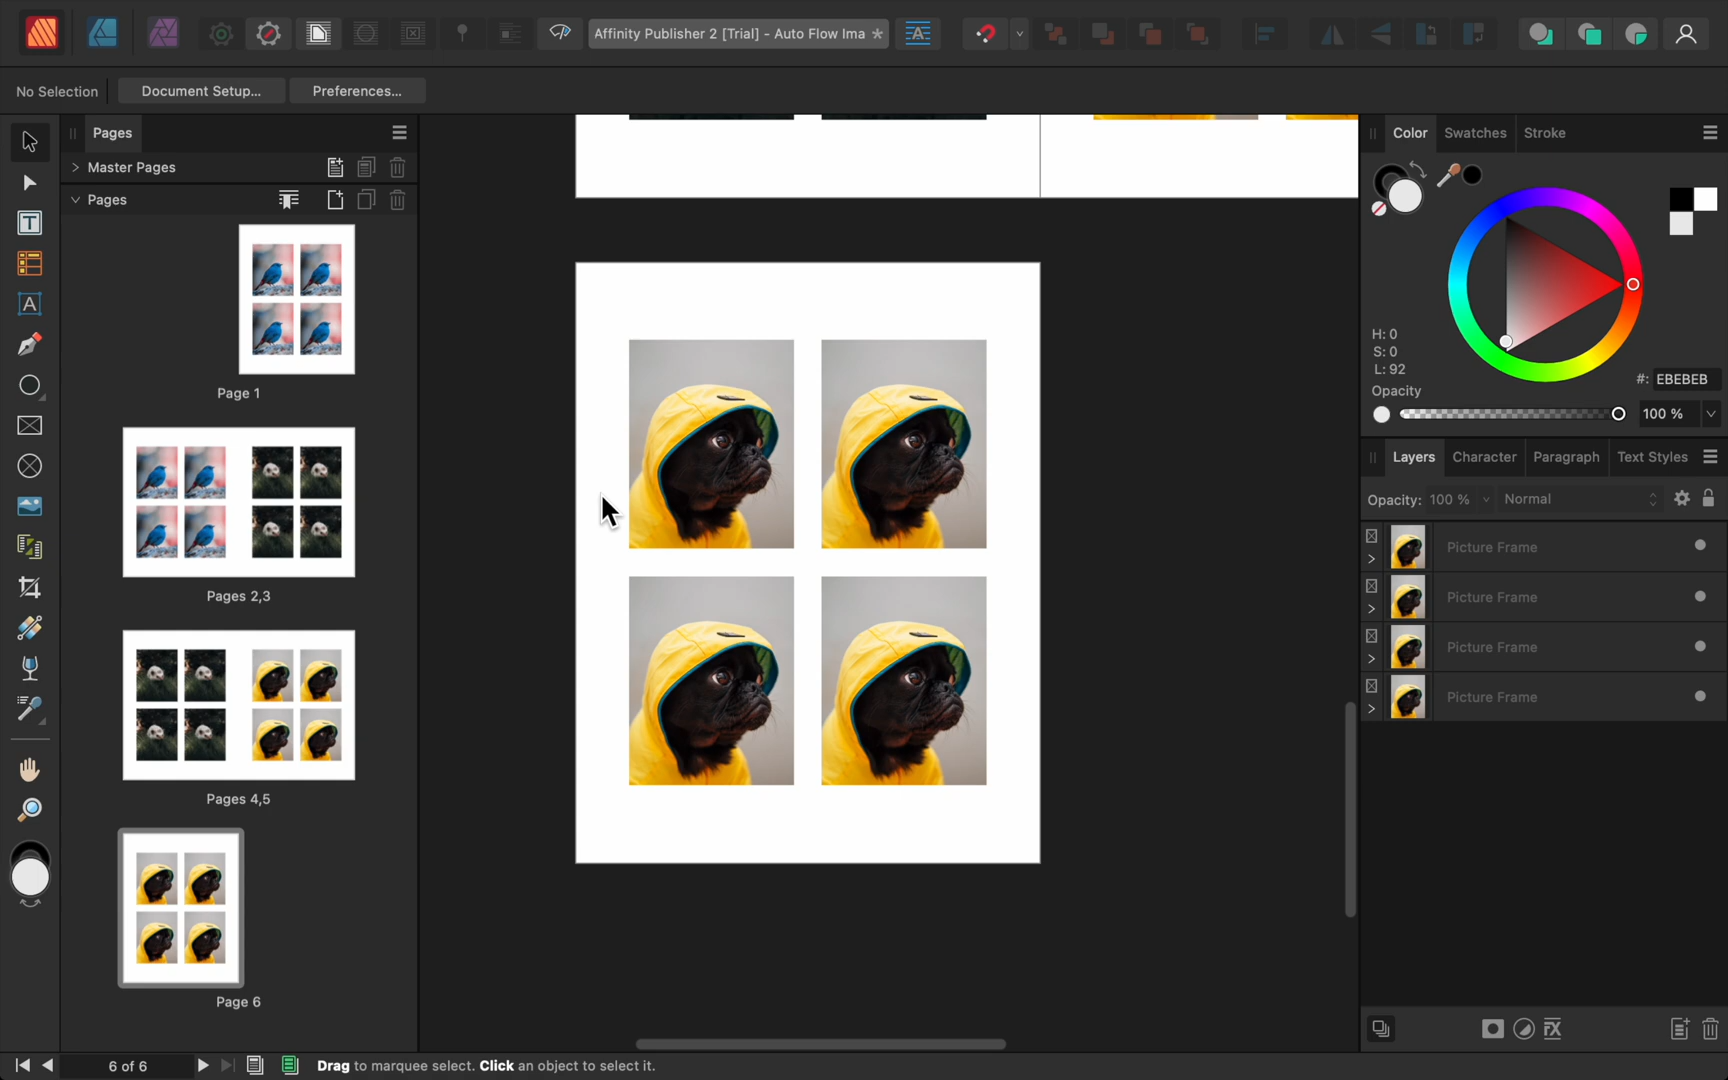 Affinity Publisher 2 [Trial] - Auto Flow Ima *
No Selection
Document Setup...
Preferences...
Pages
Master Pages
Pages
Page 1
Pages 2,3
Pages 4,5
Page 6
Color
Swatches
Stroke
H: 0
S: 0
L: 92
#: EBEBEB
Opacity
100 %
Layers
Character
Paragraph
Text Styles
Opacity: 100 %
Normal
Picture Frame
Picture Frame
Picture Frame
Picture Frame
6 of 6
Drag to marquee select. Click an object to select it.